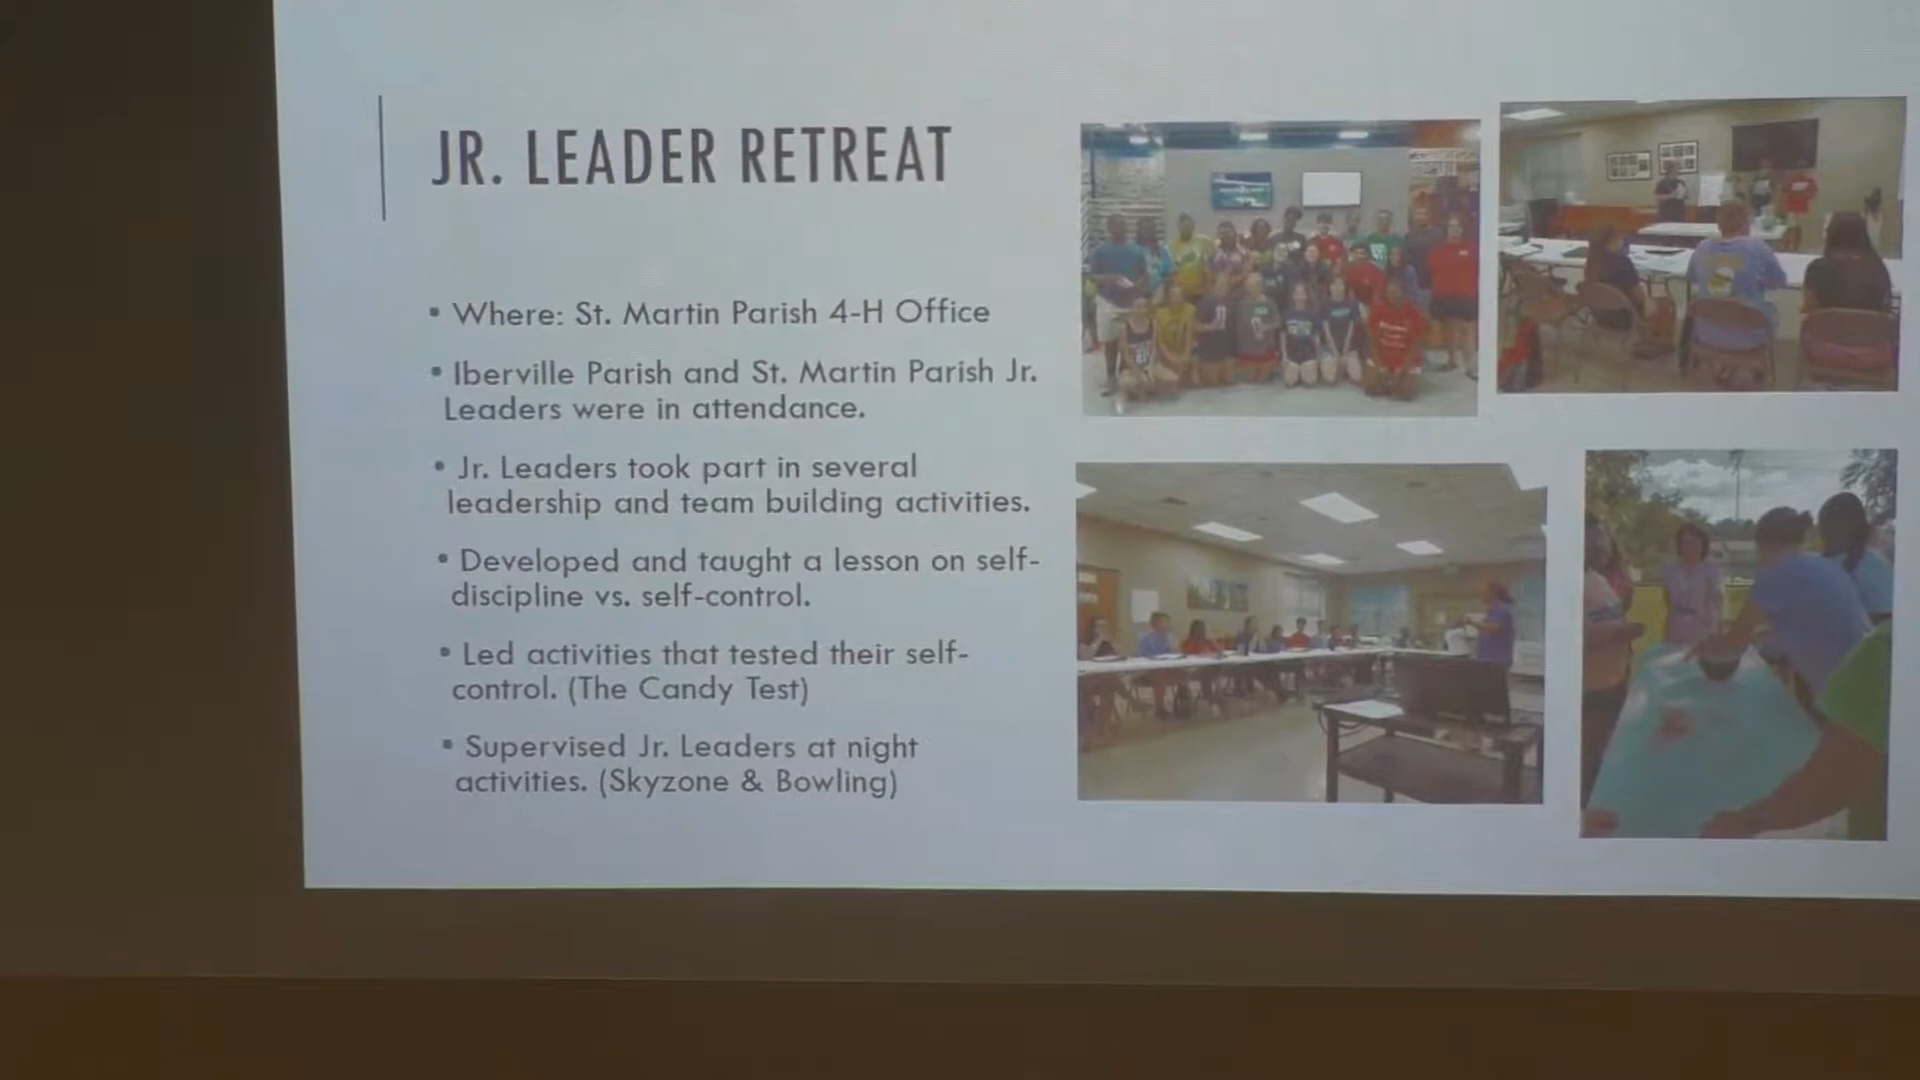 JR. LEADER RETREAT
• Where: St. Martin Parish 4-H Office
• Iberville Parish and St. Martin Parish Jr.
Leaders were in attendance.
• Jr. Leaders took part in several
leadership and team building activities.
• Developed and taught a lesson on self-
discipline vs. self-control.
• Led activities that tested their self-
control. (The Candy Test)
• Supervised Jr. Leaders at night
activities. (Skyzone & Bowling)